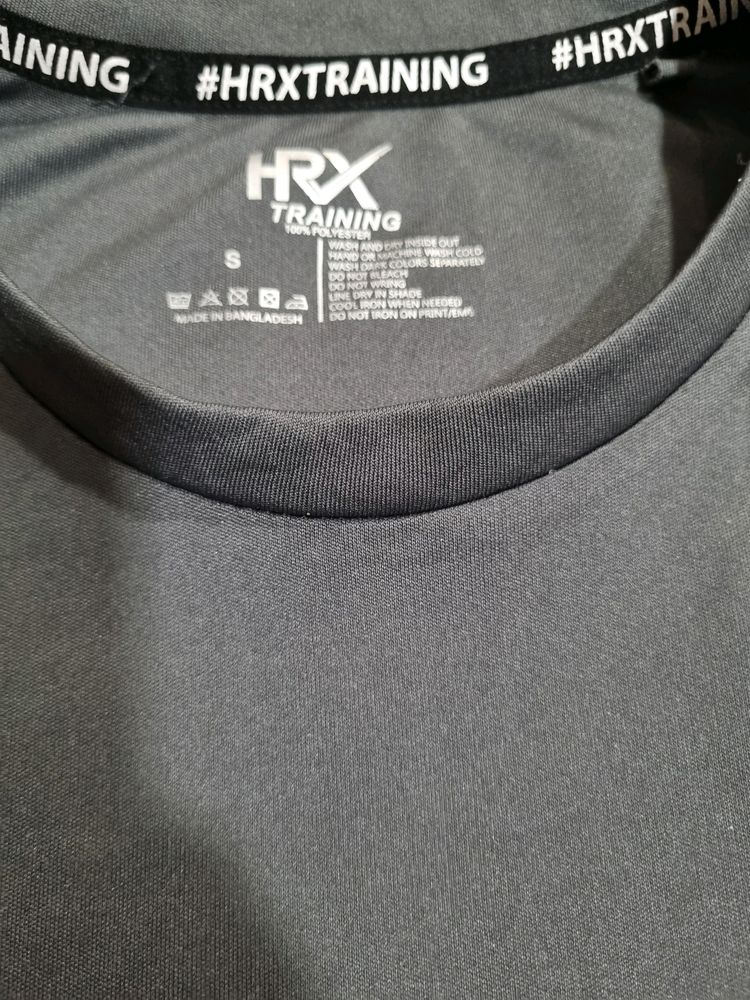 AINING #HRXTRAINING #HRXTRAIN
HRX
TRAINING
100% POLYESTER
S
MADE IN BANGLADESH
WASH AND DRY INSIDE OUT
HAND OR MACHINE WASH COLD
WASH DARK COLORS SEPARATELY
DO NOT BLEACH
DO NOT WRING
LINE DRY IN SHADE
COOL IRON WHEN NEEDED
DO NOT IRON ON PRINT/EMB